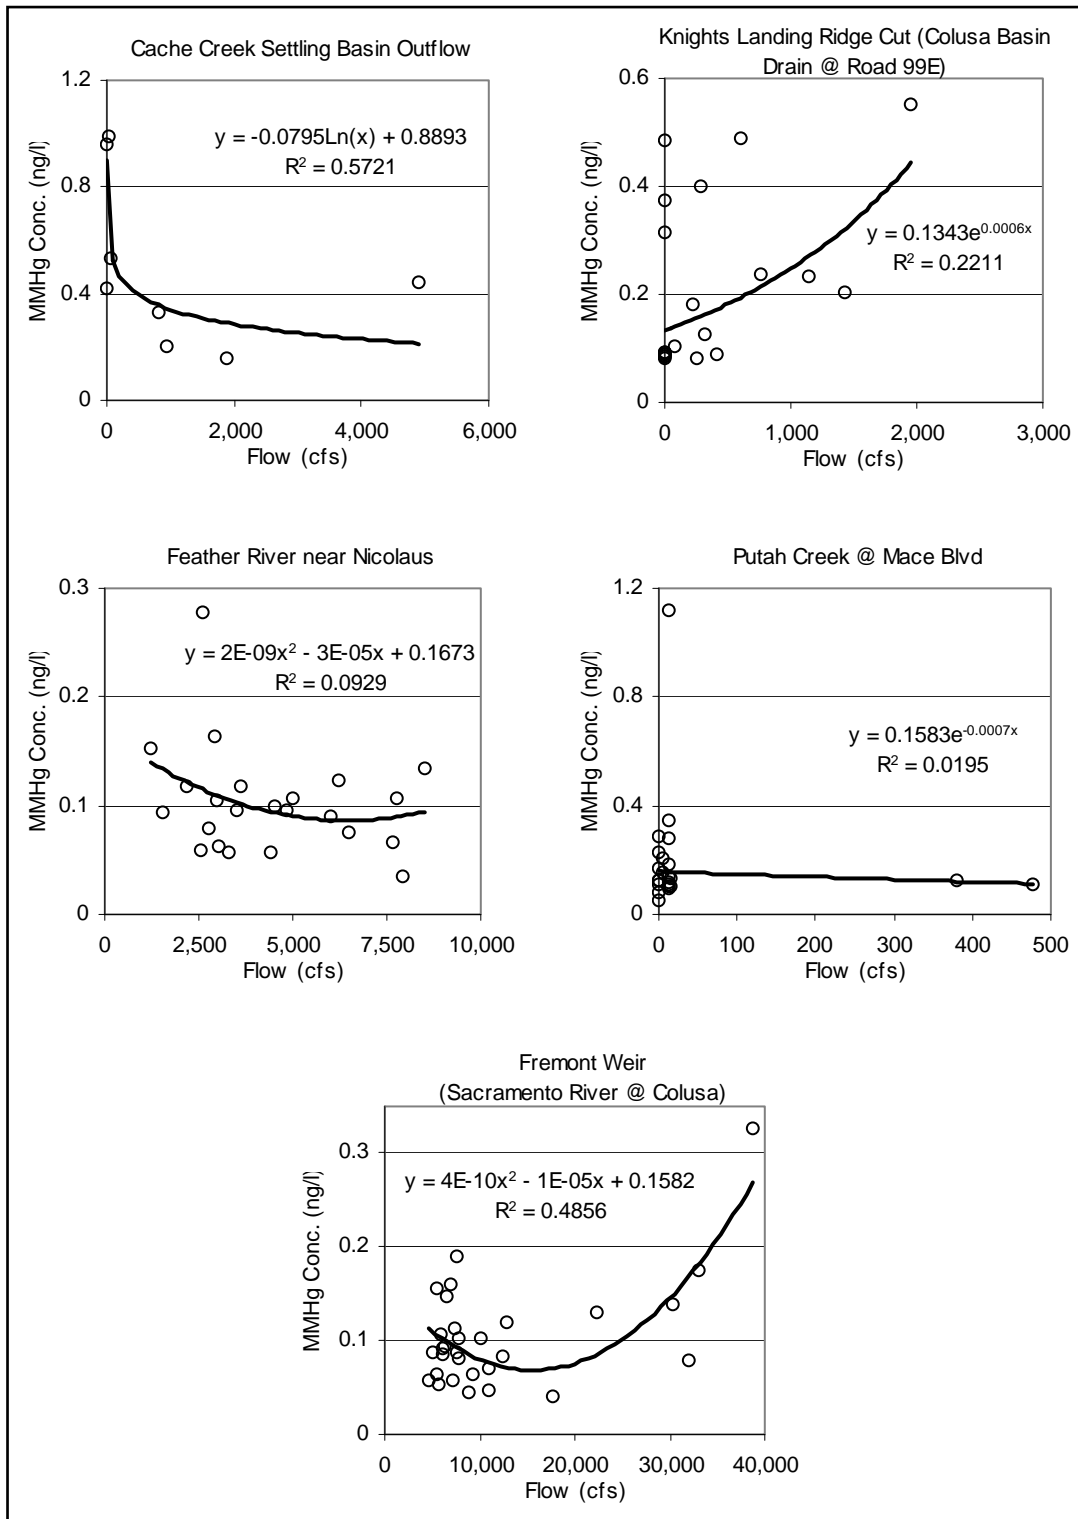 Cache Creek Settling Basin Outflow
MMHg Conc. (ng/l)
1.2
0.8
0.4
0
y = -0.0795Ln(x) + 0.8893
R² = 0.5721
0 2,000 4,000 6,000
Flow (cfs)
Knights Landing Ridge Cut (Colusa Basin
Drain @ Road 99E)
MMHg Conc. (ng/l)
0.6
0.4
0.2
0
y = 0.1343e^0.0006x
R² = 0.2211
0 1,000 2,000 3,000
Flow (cfs)
Feather River near Nicolaus
MMHg Conc. (ng/l)
0.3
0.2
0.1
0
y = 2E-09x² - 3E-05x + 0.1673
R² = 0.0929
0 2,500 5,000 7,500 10,000
Flow (cfs)
Putah Creek @ Mace Blvd
MMHg Conc. (ng/l)
1.2
0.8
0.4
0
y = 0.1583e^-0.0007x
R² = 0.0195
0 100 200 300 400 500
Flow (cfs)
Fremont Weir
(Sacramento River @ Colusa)
MMHg Conc. (ng/l)
0.3
0.2
0.1
0
y = 4E-10x² - 1E-05x + 0.1582
R² = 0.4856
0 10,000 20,000 30,000 40,000
Flow (cfs)